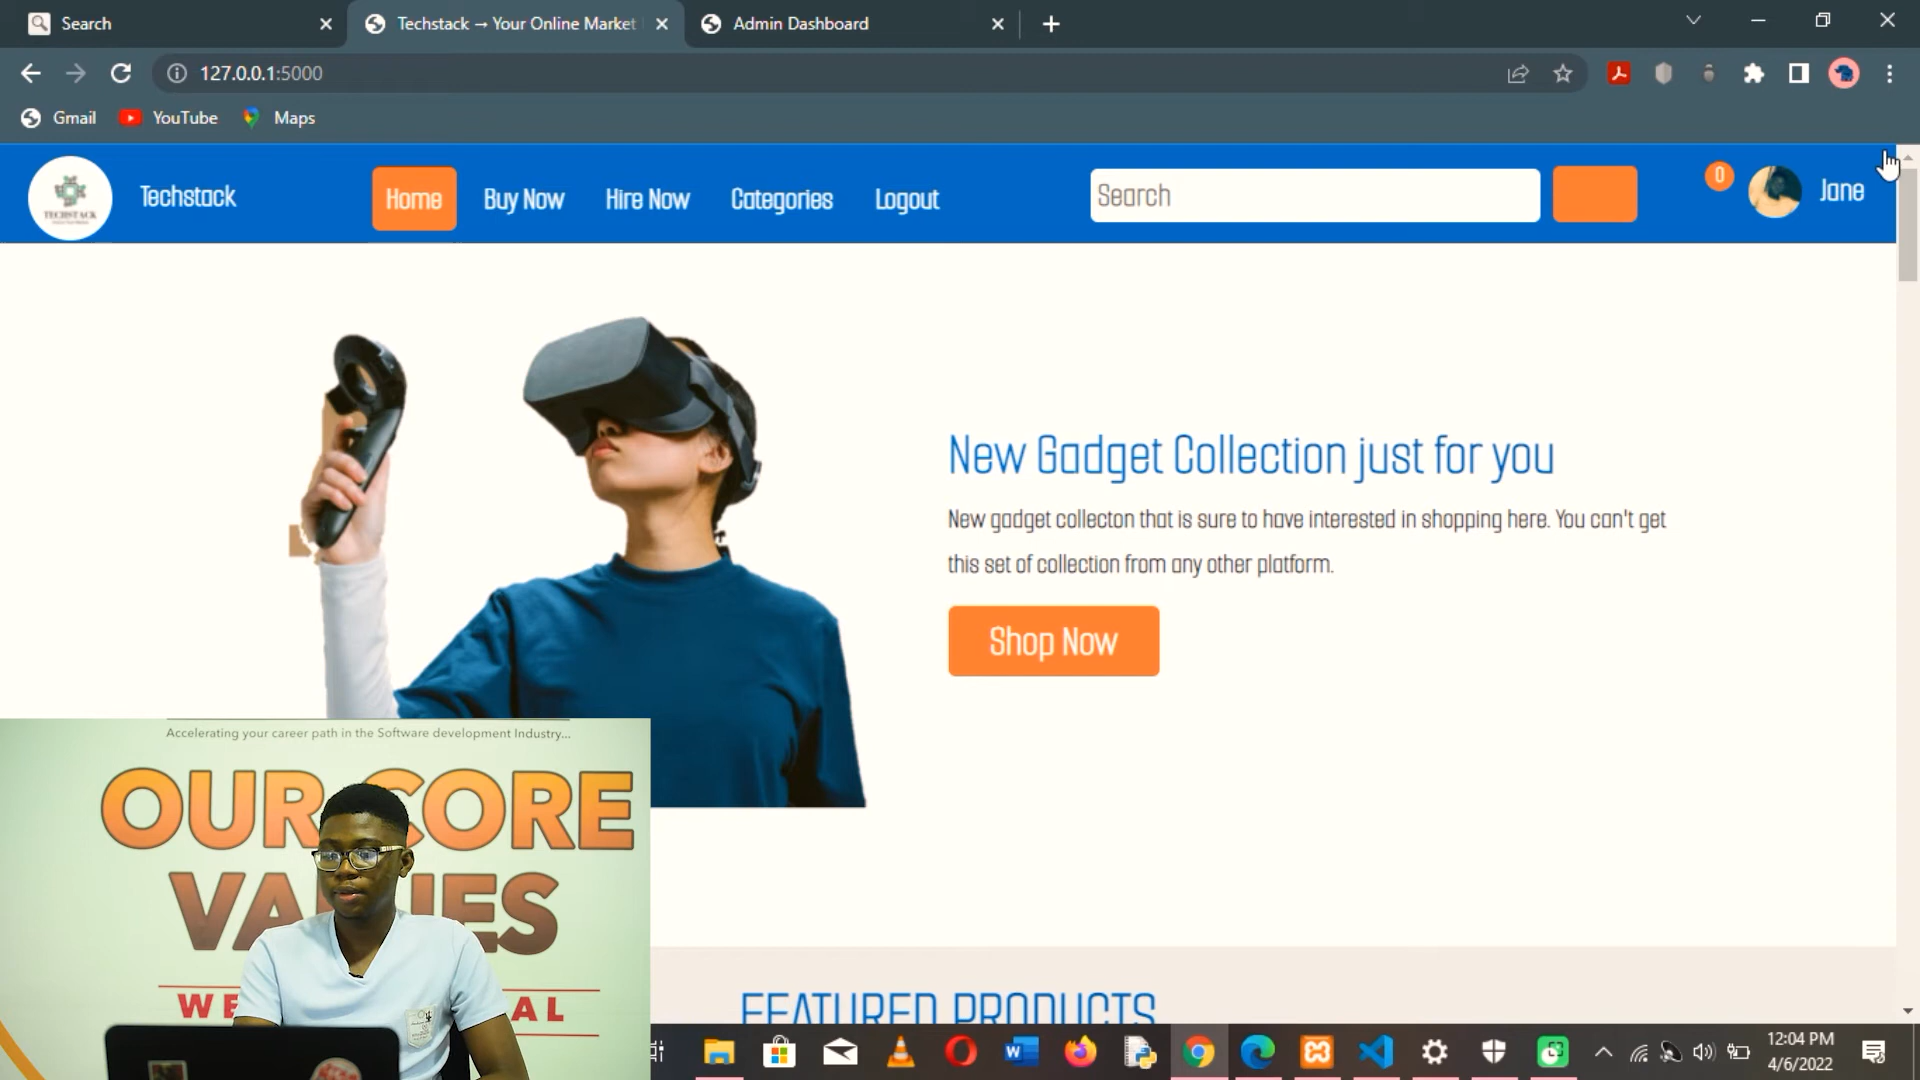 Search
Techstack → Your Online Market
Admin Dashboard
127.0.0.1:5000
Gmail
YouTube
Maps
TECHSTACK
Techstack
Home
Buy Now
Hire Now
Categories
Logout
Search
0
Jane
New Gadget Collection just for you
New gadget collecton that is sure to have interested in shopping here. You can't get
this set of collection from any other platform.
Shop Now
Accelerating your career path in the Software development Industry...
OUR CORE
VALUES
FEATURED PRODUCTS
12:04 PM
4/6/2022